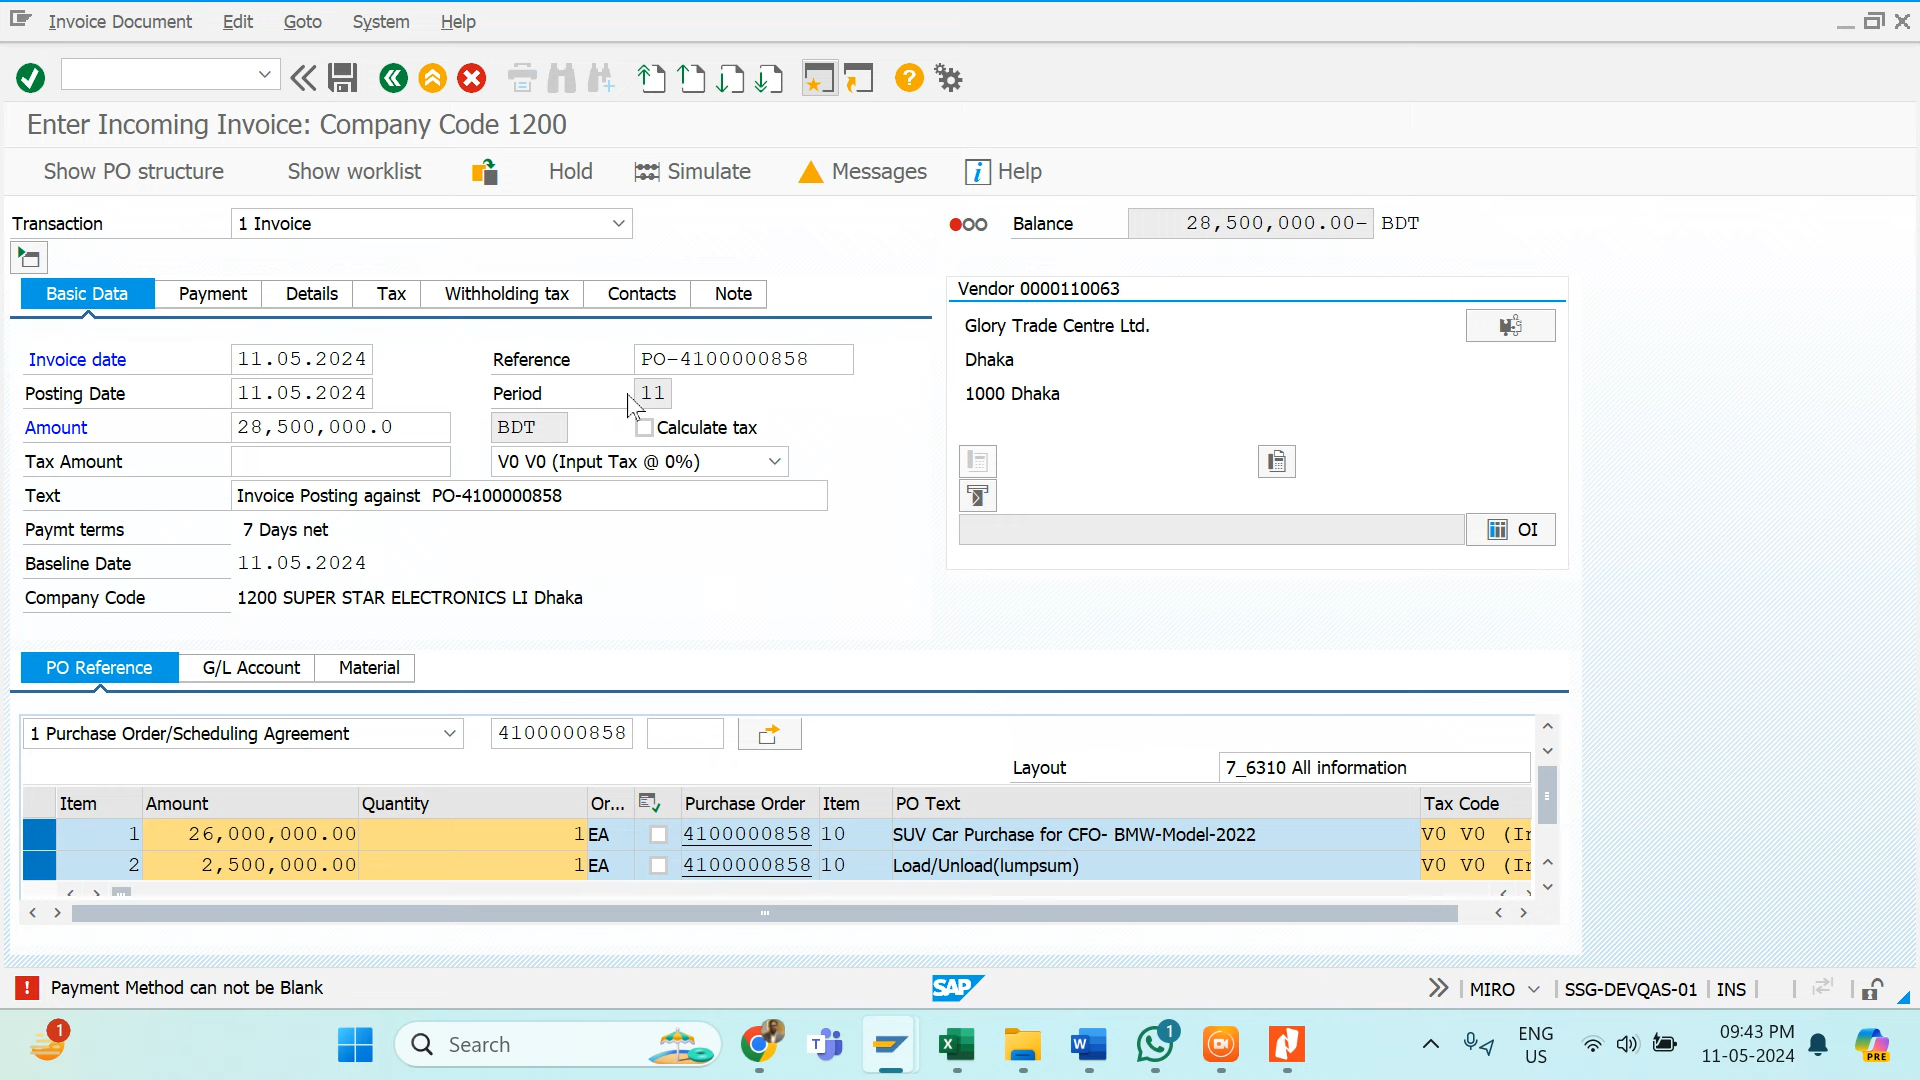 Invoice Document Edit Goto System Help
Enter Incoming Invoice: Company Code 1200
Show PO structure Show worklist Hold Simulate Messages Help
Transaction 1 Invoice Balance 28,500,000.00- BDT
Basic Data Payment Details Tax Withholding tax Contacts Note
Vendor 0000110063
Glory Trade Centre Ltd.
Dhaka
1000 Dhaka
OI
Invoice date 11.05.2024 Reference PO-4100000858
Posting Date 11.05.2024 Period 11
Amount 28,500,000.0 BDT Calculate tax
Tax Amount V0 V0 (Input Tax @ 0%)
Text Invoice Posting against PO-4100000858
Paymt terms 7 Days net
Baseline Date 11.05.2024
Company Code 1200 SUPER STAR ELECTRONICS LI Dhaka
PO Reference G/L Account Material
1 Purchase Order/Scheduling Agreement 4100000858
Layout 7_6310 All information
Item Amount Quantity Or... Purchase Order Item PO Text Tax Code
1 26,000,000.00 1 EA 4100000858 10 SUV Car Purchase for CFO- BMW-Model-2022 V0 V0 (In
2 2,500,000.00 1 EA 4100000858 10 Load/Unload(lumpsum) V0 V0 (In
Payment Method can not be Blank SAP MIRO SSG-DEVQAS-01 INS
1 Search 1 ENG US 09:43 PM 11-05-2024 PRE